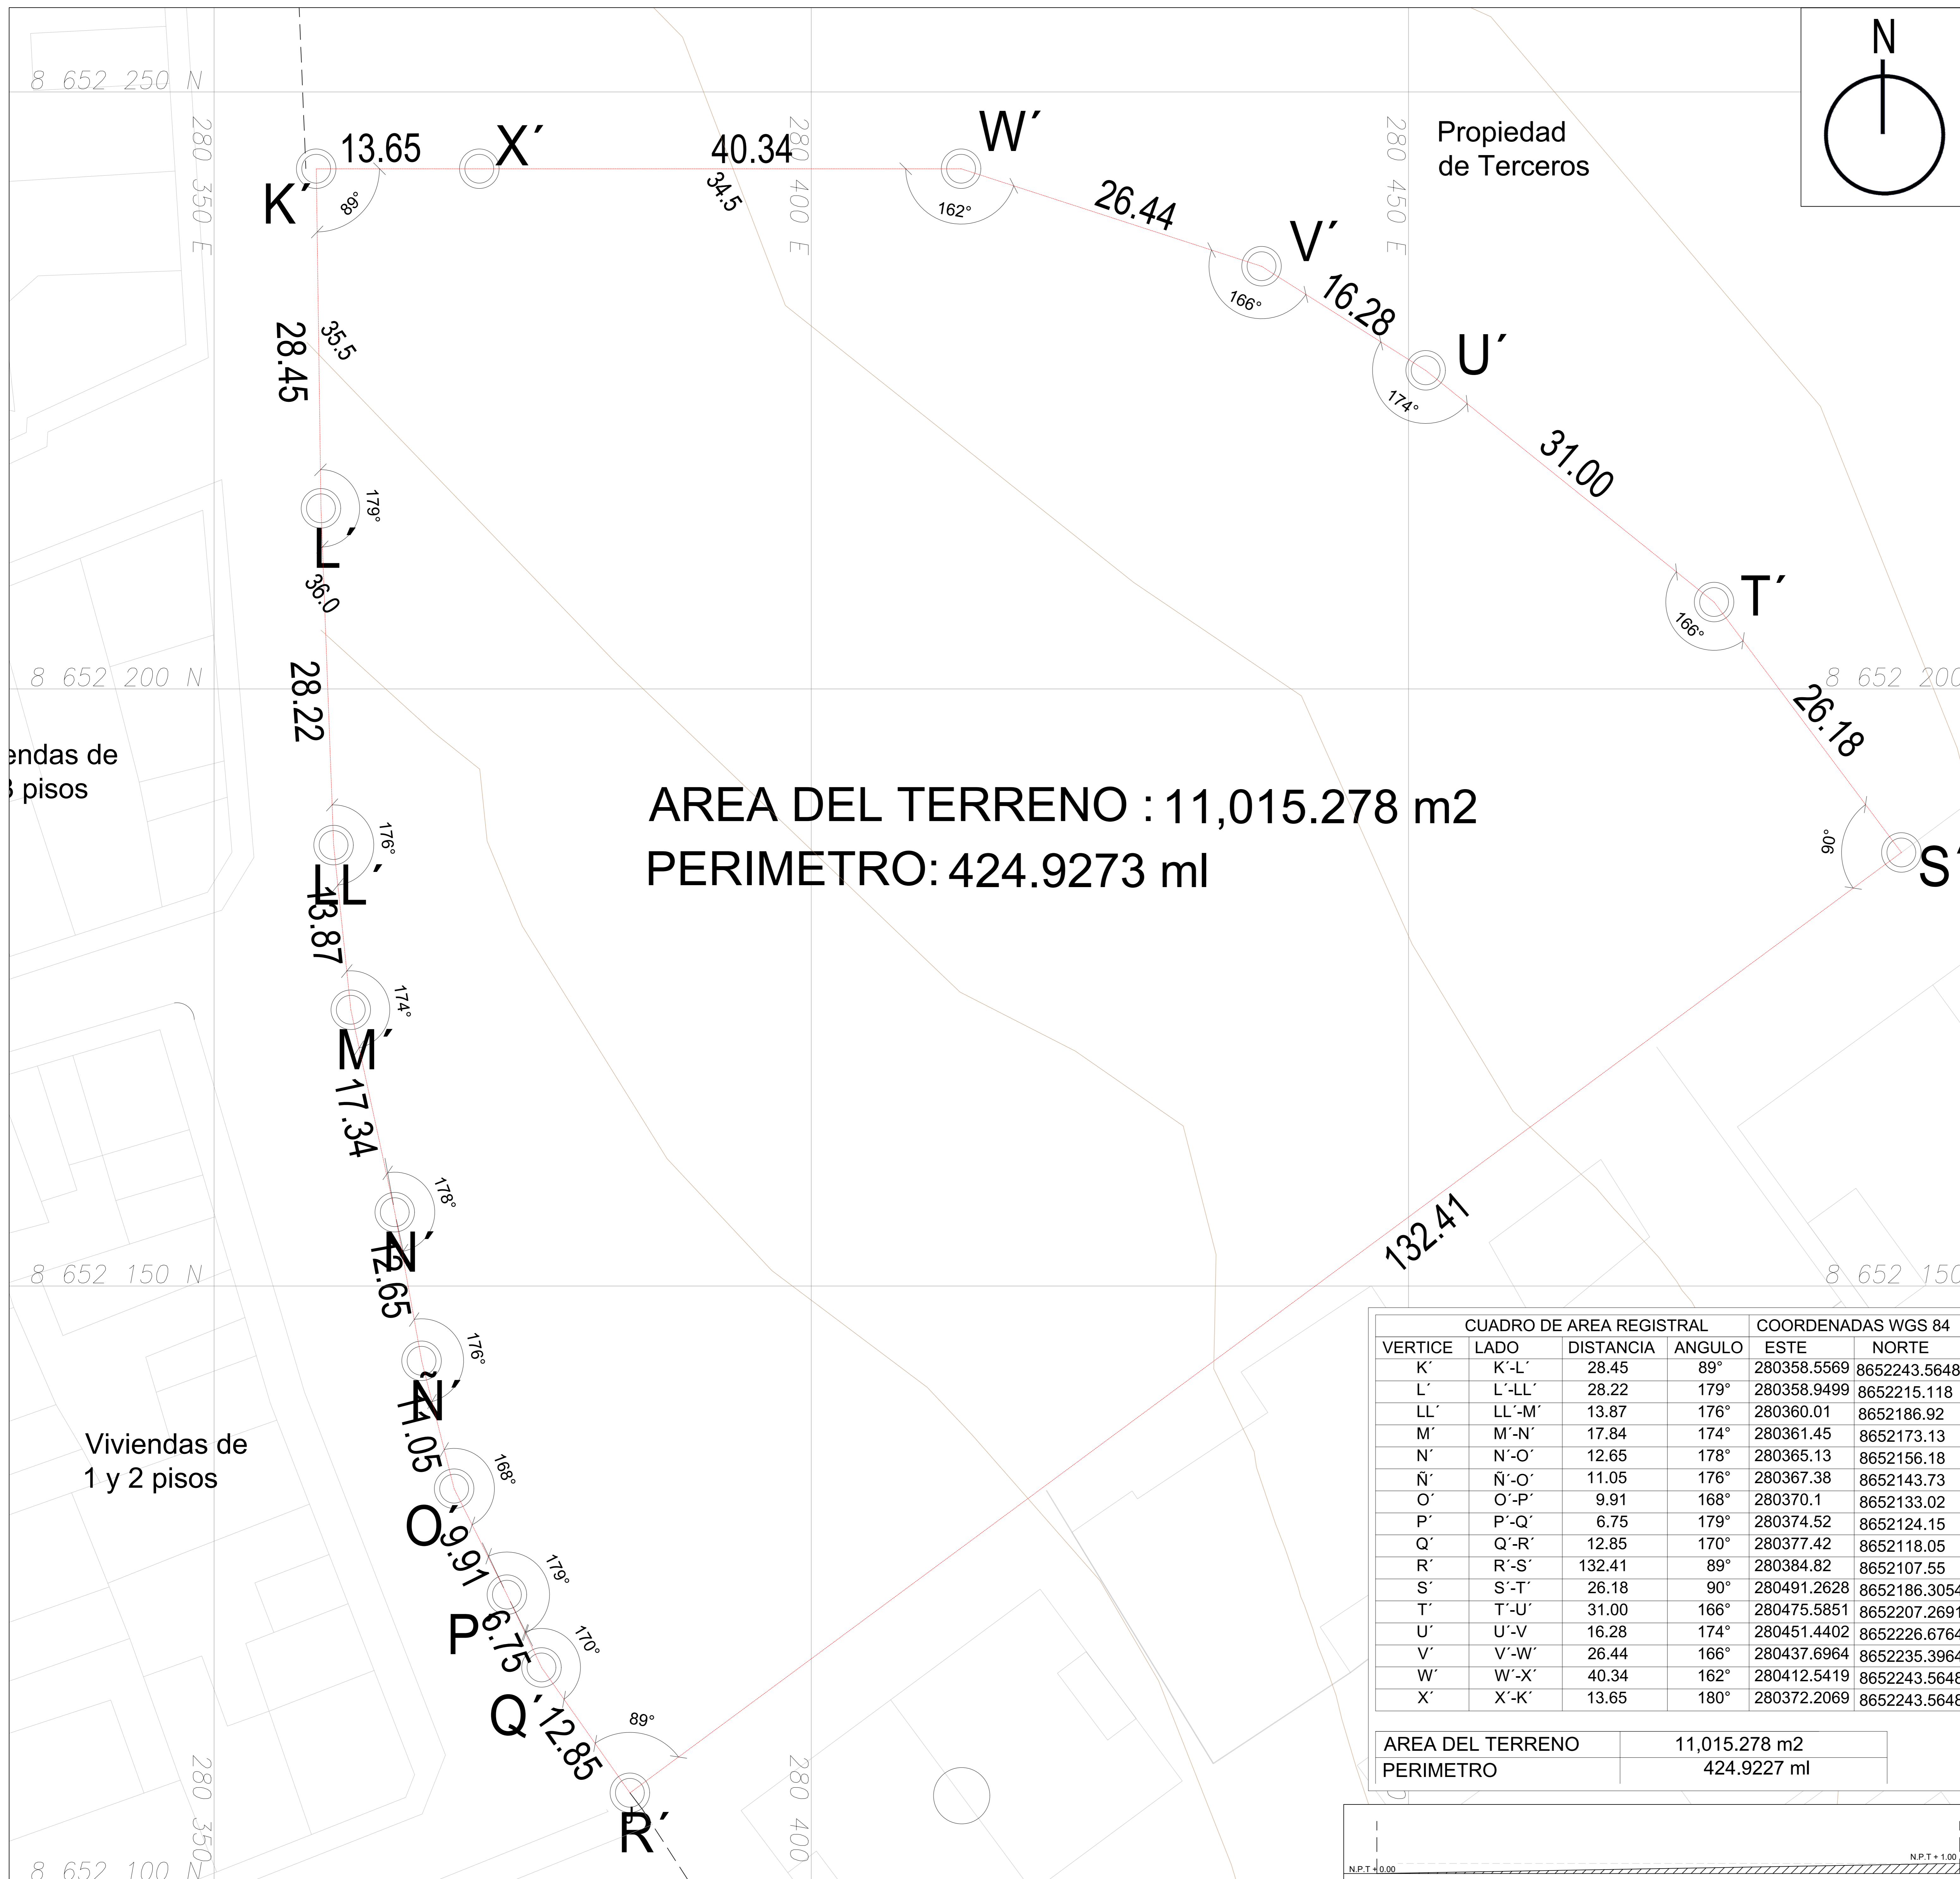 N
8 652 250 N
280 350 E
280 400 E
280 450 E
Propiedad
de Terceros
K´
13.65
X´
40.34
W´
89°
34.5
162°
26.44
V´
166°
16.28
U´
174°
31.00
T´
166°
26.18
90°
S´
28.45
35.5
179°
L´
36.0
8 652 200 N
8 652 200
28.22
endas de
pisos
176°
LL´
13.87
AREA DEL TERRENO : 11,015.278 m2
PERIMETRO: 424.9273 ml
174°
M´
17.34
178°
N´
12.65
132.41
8 652 150 N
8 652 150
176°
Ñ´
11.05
168°
O´
9.91
179°
P´
6.75
170°
Q´
12.85
89°
R´
Viviendas de
1 y 2 pisos
280 350
280 400
8 652 100 N
CUADRO DE AREA REGISTRAL COORDENADAS WGS 84
VERTICE LADO DISTANCIA ANGULO ESTE NORTE
K´ K´-L´ 28.45 89° 280358.5569 8652243.5648
L´ L´-LL´ 28.22 179° 280358.9499 8652215.118
LL´ LL´-M´ 13.87 176° 280360.01 8652186.92
M´ M´-N´ 17.84 174° 280361.45 8652173.13
N´ N´-O´ 12.65 178° 280365.13 8652156.18
Ñ´ Ñ´-O´ 11.05 176° 280367.38 8652143.73
O´ O´-P´ 9.91 168° 280370.1 8652133.02
P´ P´-Q´ 6.75 179° 280374.52 8652124.15
Q´ Q´-R´ 12.85 170° 280377.42 8652118.05
R´ R´-S´ 132.41 89° 280384.82 8652107.55
S´ S´-T´ 26.18 90° 280491.2628 8652186.3054
T´ T´-U´ 31.00 166° 280475.5851 8652207.2691
U´ U´-V 16.28 174° 280451.4402 8652226.6764
V´ V´-W´ 26.44 166° 280437.6964 8652235.3964
W´ W´-X´ 40.34 162° 280412.5419 8652243.5648
X´ X´-K´ 13.65 180° 280372.2069 8652243.5648
AREA DEL TERRENO 11,015.278 m2
PERIMETRO 424.9227 ml
N.P.T + 0.00
N.P.T + 1.00